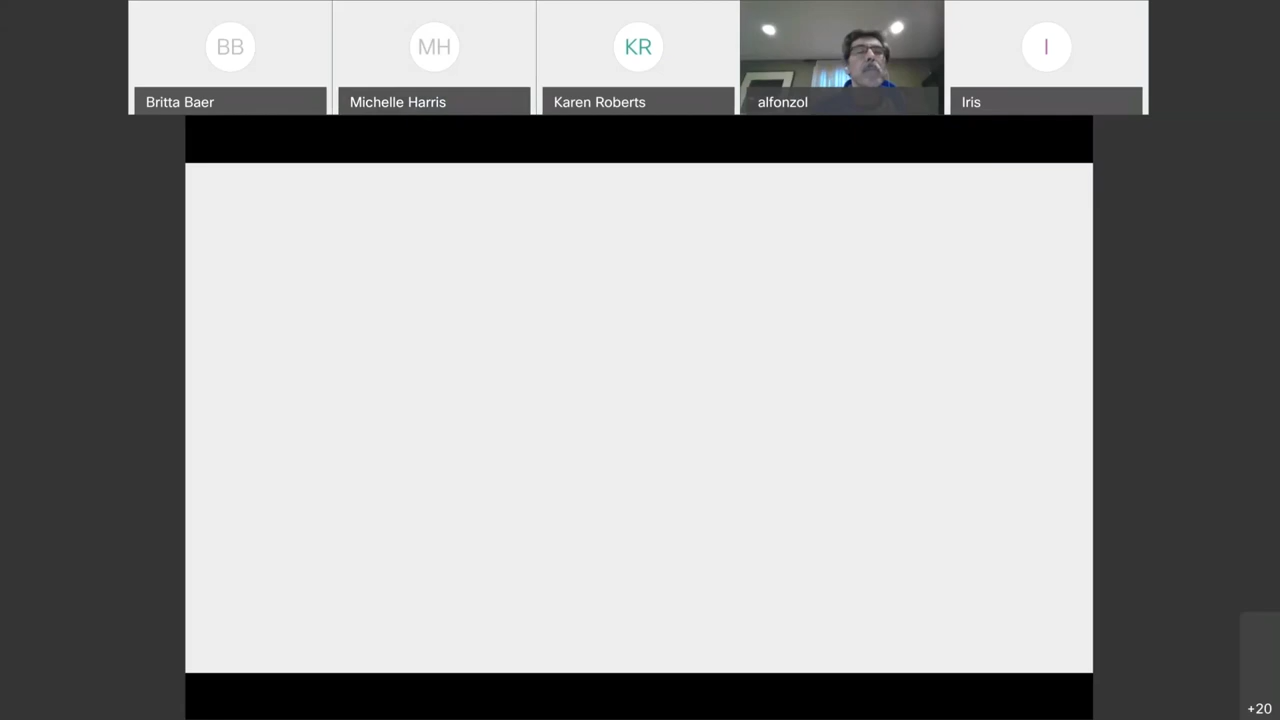 BB
MH
KR
I
Britta Baer
Michelle Harris
Karen Roberts
alfonzol
Iris
+20